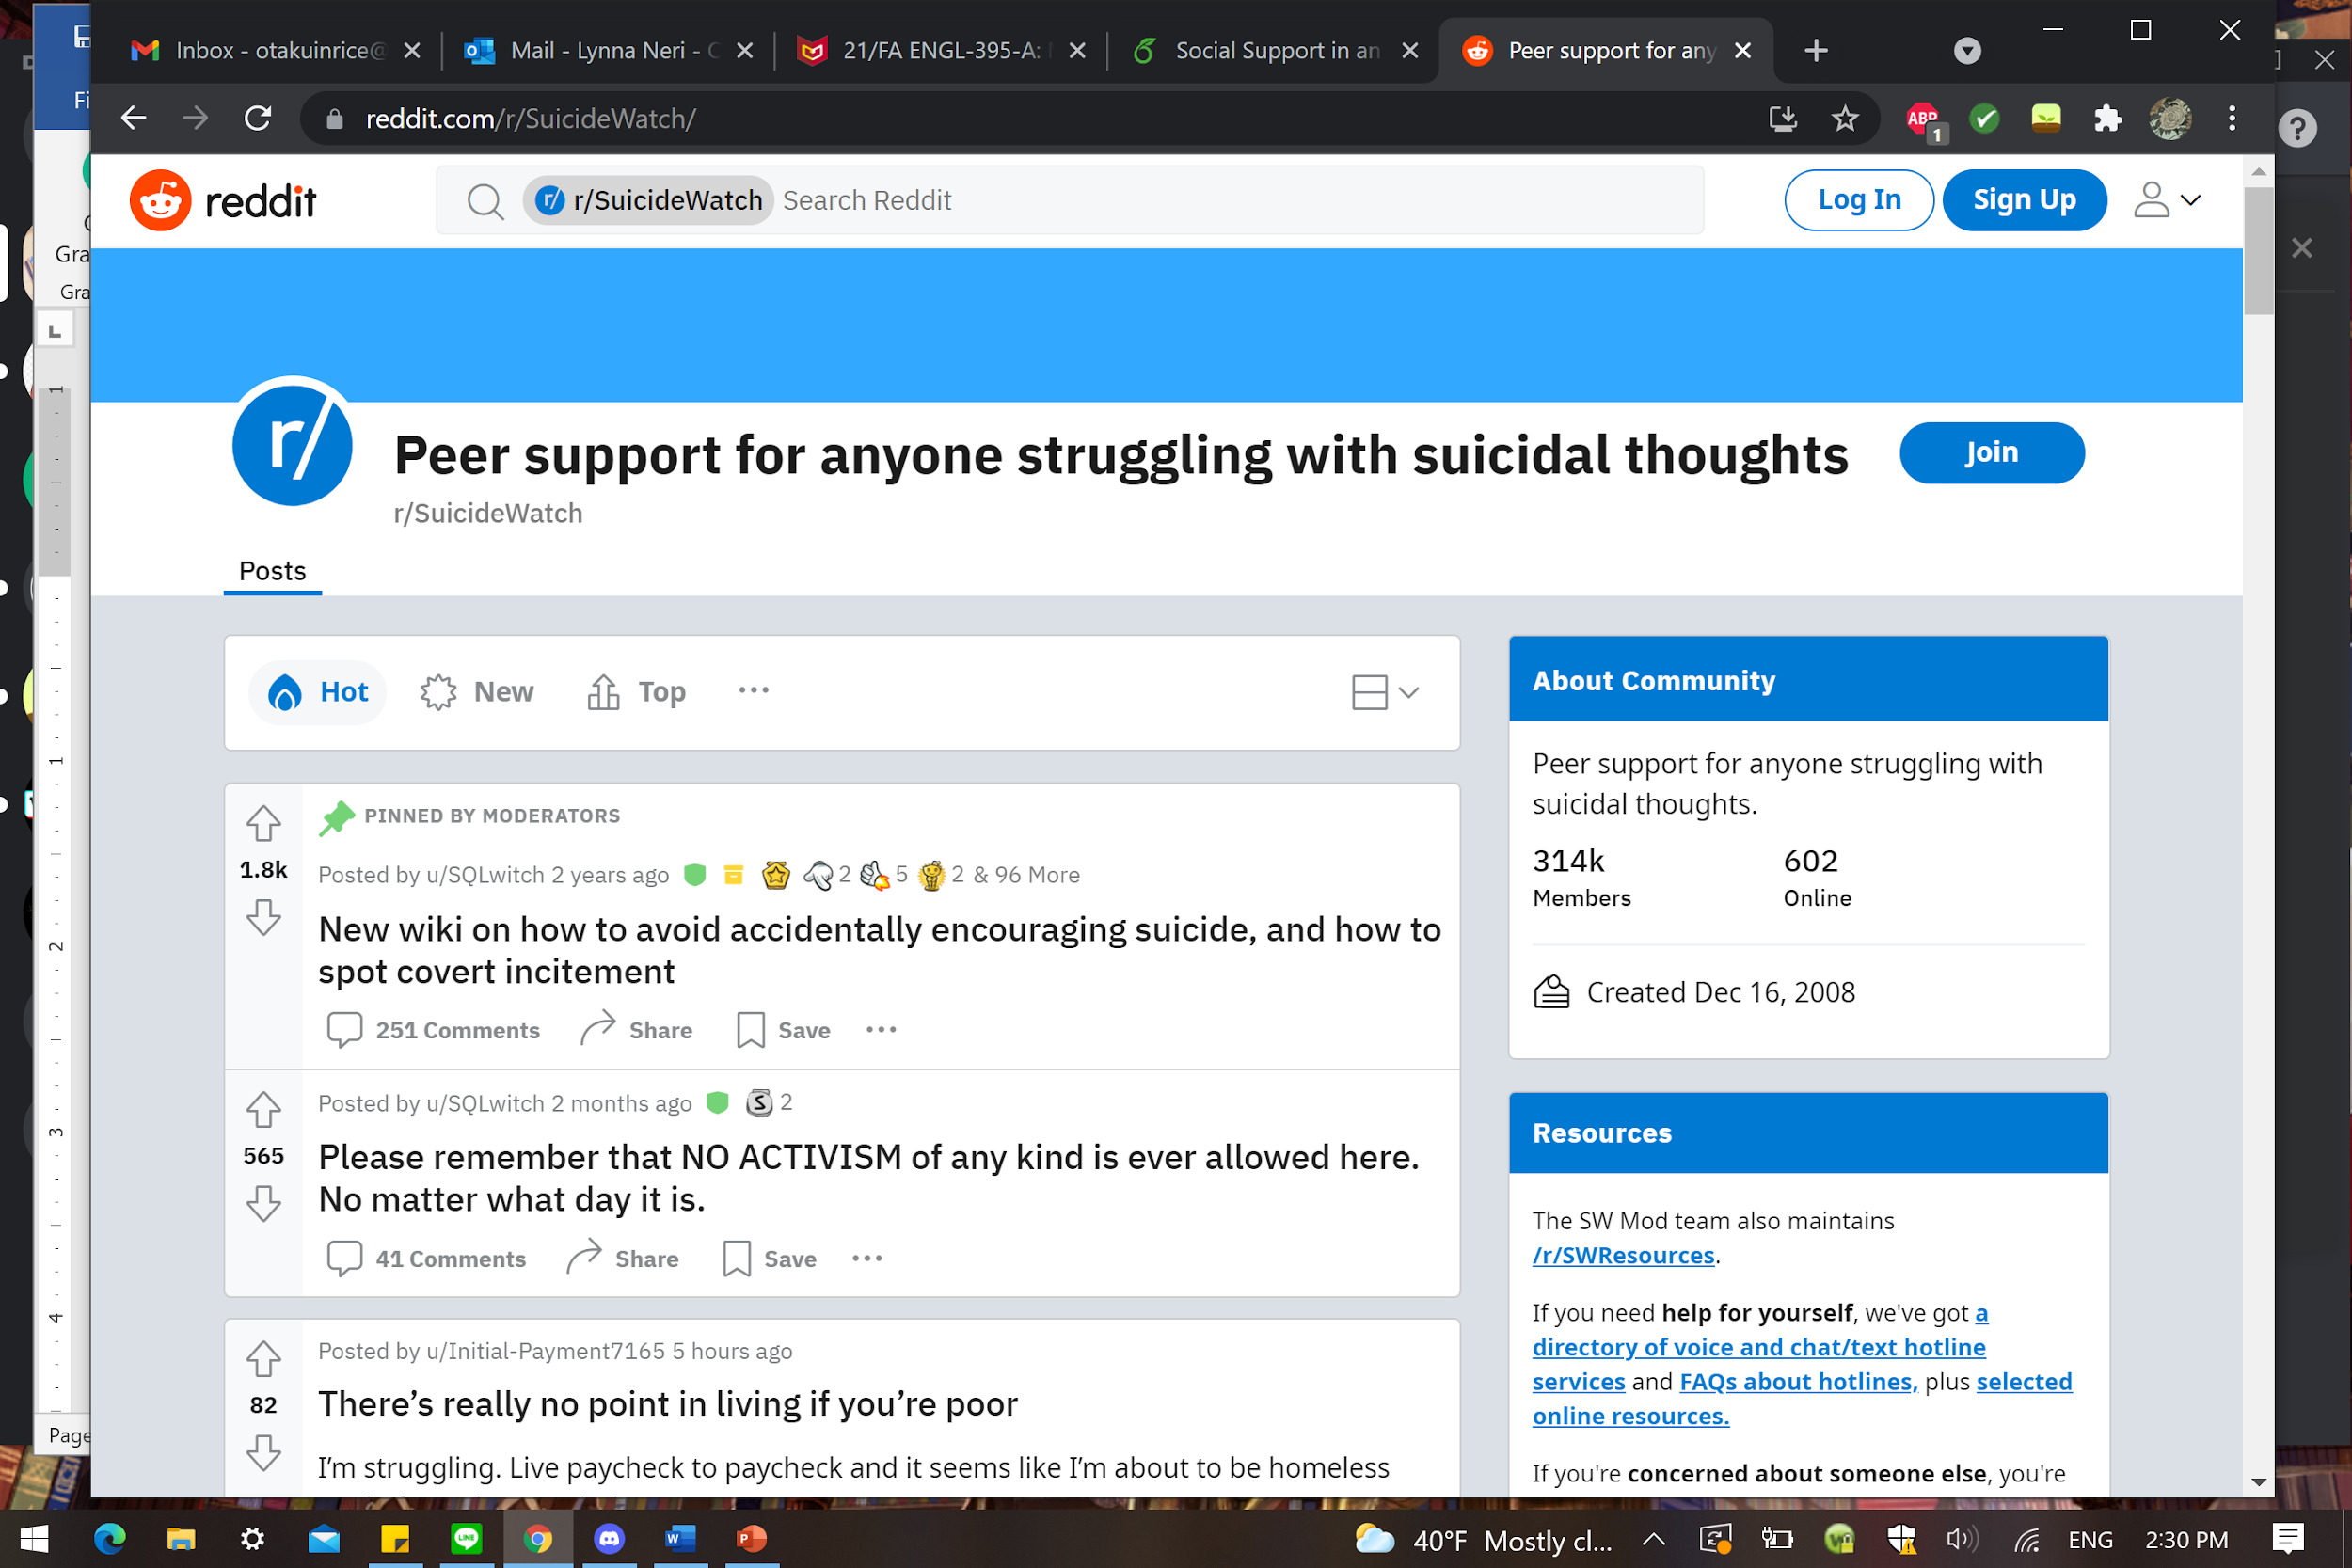 Inbox - otakuinrice@
Mail - Lynna Neri - C
21/FA ENGL-395-A:
Social Support in an
Peer support for any
reddit.com/r/SuicideWatch/
ABP
1
Fi
Gra
Gra
reddit
r/SuicideWatch
Search Reddit
Log In
Sign Up
r/
Peer support for anyone struggling with suicidal thoughts
r/SuicideWatch
Join
Posts
Hot
New
Top
PINNED BY MODERATORS
1.8k
Posted by u/SQLwitch 2 years ago 2 5 2 & 96 More
New wiki on how to avoid accidentally encouraging suicide, and how to
spot covert incitement
251 Comments
Share
Save
Posted by u/SQLwitch 2 months ago 2
565
Please remember that NO ACTIVISM of any kind is ever allowed here.
No matter what day it is.
41 Comments
Share
Save
Posted by u/Initial-Payment7165 5 hours ago
82
There’s really no point in living if you’re poor
I’m struggling. Live paycheck to paycheck and it seems like I’m about to be homeless
About Community
Peer support for anyone struggling with
suicidal thoughts.
314k
Members
602
Online
Created Dec 16, 2008
Resources
The SW Mod team also maintains
/r/SWResources.
If you need help for yourself, we've got a
directory of voice and chat/text hotline
services and FAQs about hotlines, plus selected
online resources.
If you're concerned about someone else, you're
1
1
2
3
4
Page
LINE
40°F Mostly cl...
ENG
2:30 PM